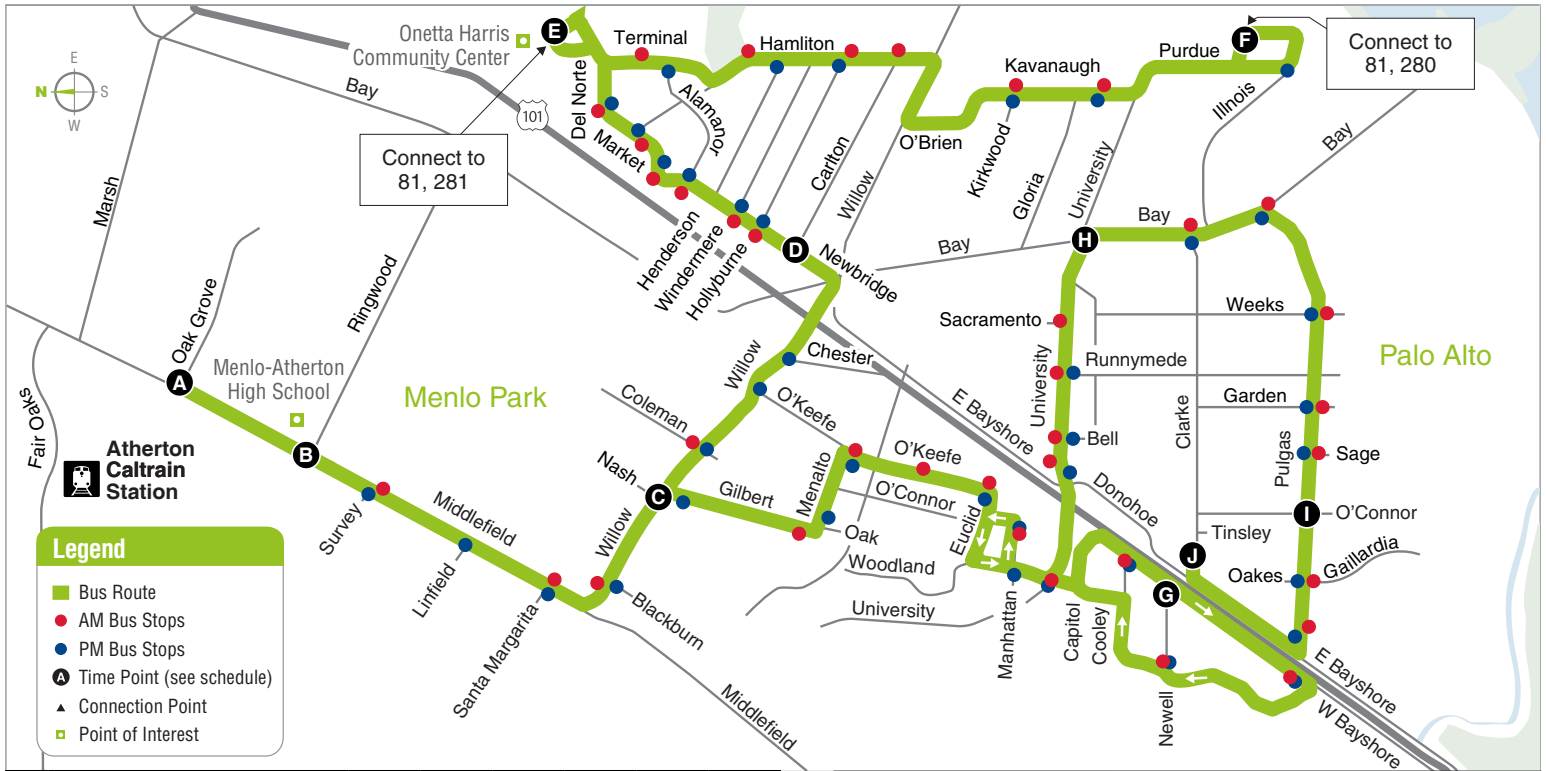 Onetta Harris
Community Center
E
Terminal
Hamliton
Kavanaugh
Purdue
F
Connect to
81, 280
E
N
S
W
Bay
101
Del Norte
Alamanor
Market
Connect to
81, 281
Marsh
Carlton
Willow
O'Brien
Kirkwood
Gloria
University
Illnois
Bay
Henderson
Windermere
Hollyburne
D
Newbridge
Bay
H
Bay
Oak Grove
Ringwood
Sacramento
Weeks
Palo Alto
A
Menlo-Atherton
High School
Menlo Park
Willow
Chester
E Bayshore
University
Runnymede
Garden
Clarke
Pulgas
Sage
Bell
Fair Oaks
Atherton
Caltrain
Station
B
Coleman
O'Keefe
O'Keefe
Nash
C
Gilbert
Menalto
O'Connor
Euclid
Donohoe
I
O'Connor
Survey
Middlefield
Willow
Oak
Woodland
University
Tinsley
J
Oakes
Gaillardia
Linfield
Santa Margarita
Blackburn
Manhattan
Capitol
Cooley
G
Newell
E Bayshore
W Bayshore
Middlefield
Legend
Bus Route
AM Bus Stops
PM Bus Stops
A Time Point (see schedule)
Connection Point
Point of Interest